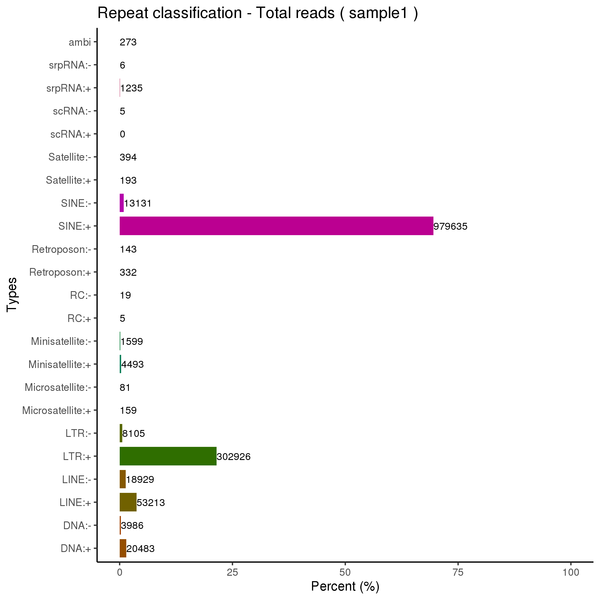 Repeat classification - Total reads ( sample1 )
Types
ambi 273
srpRNA:- 6
srpRNA:+ 1235
scRNA:- 5
scRNA:+ 0
Satellite:- 394
Satellite:+ 193
SINE:- 13131
SINE:+ 979635
Retroposon:- 143
Retroposon:+ 332
RC:- 19
RC:+ 5
Minisatellite:- 1599
Minisatellite:+ 4493
Microsatellite:- 81
Microsatellite:+ 159
LTR:- 8105
LTR:+ 302926
LINE:- 18929
LINE:+ 53213
DNA:- 3986
DNA:+ 20483
0 25 50 75 100
Percent (%)